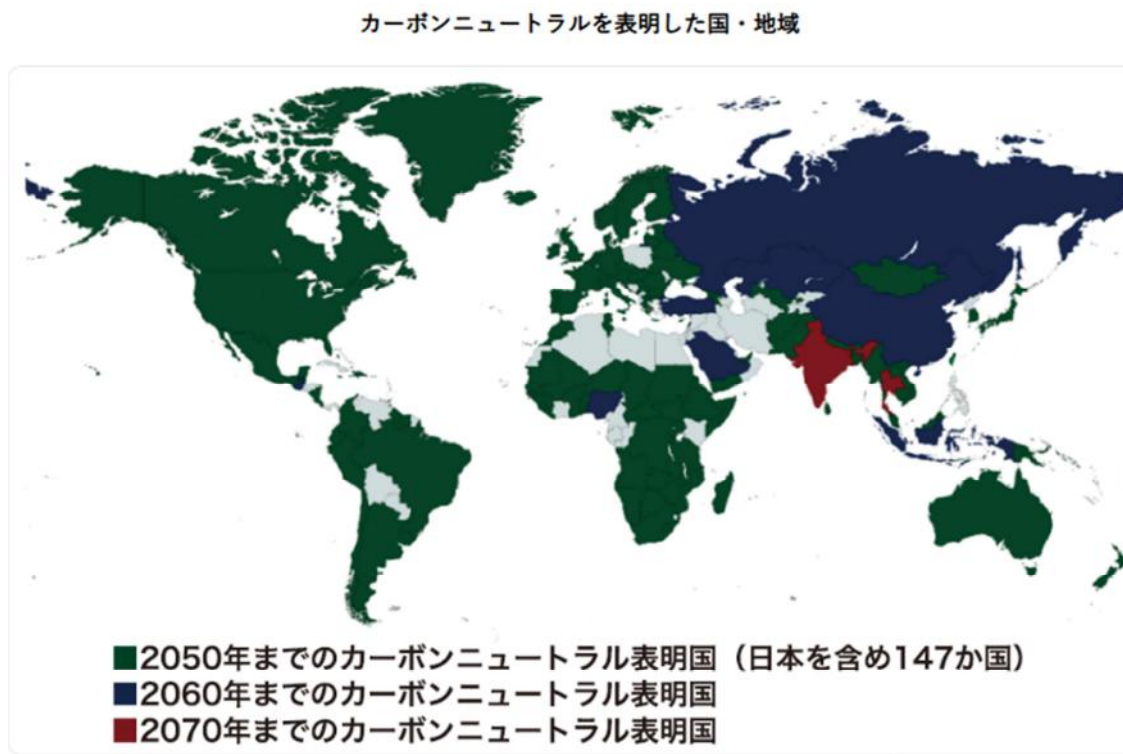 カーボンニュートラルを表明した国・地域
■2050年までのカーボンニュートラル表明国（日本を含め147か国）
■2060年までのカーボンニュートラル表明国
■2070年までのカーボンニュートラル表明国